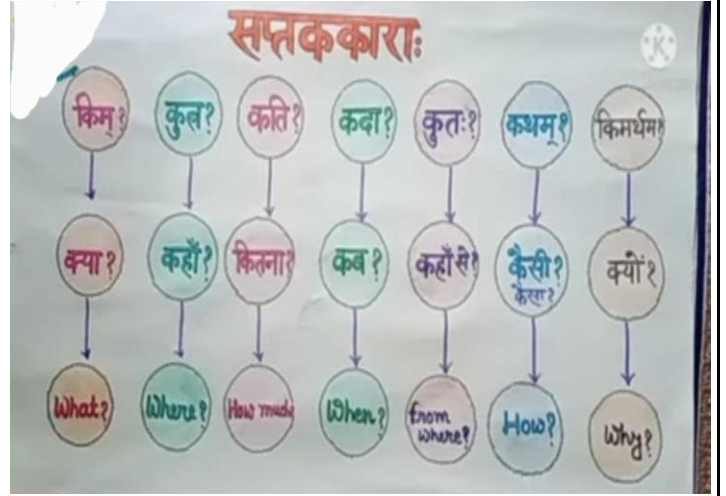 सप्तककाराः
किम्? कुत्र? कति? कदा? कुतः? कथम्? किमर्थम?
क्या? कहाँ? कितना? कब? कहाँ से? कैसी?
कैसा?
क्यों?
What? Where? How much When? from
where?
How? Why?
K